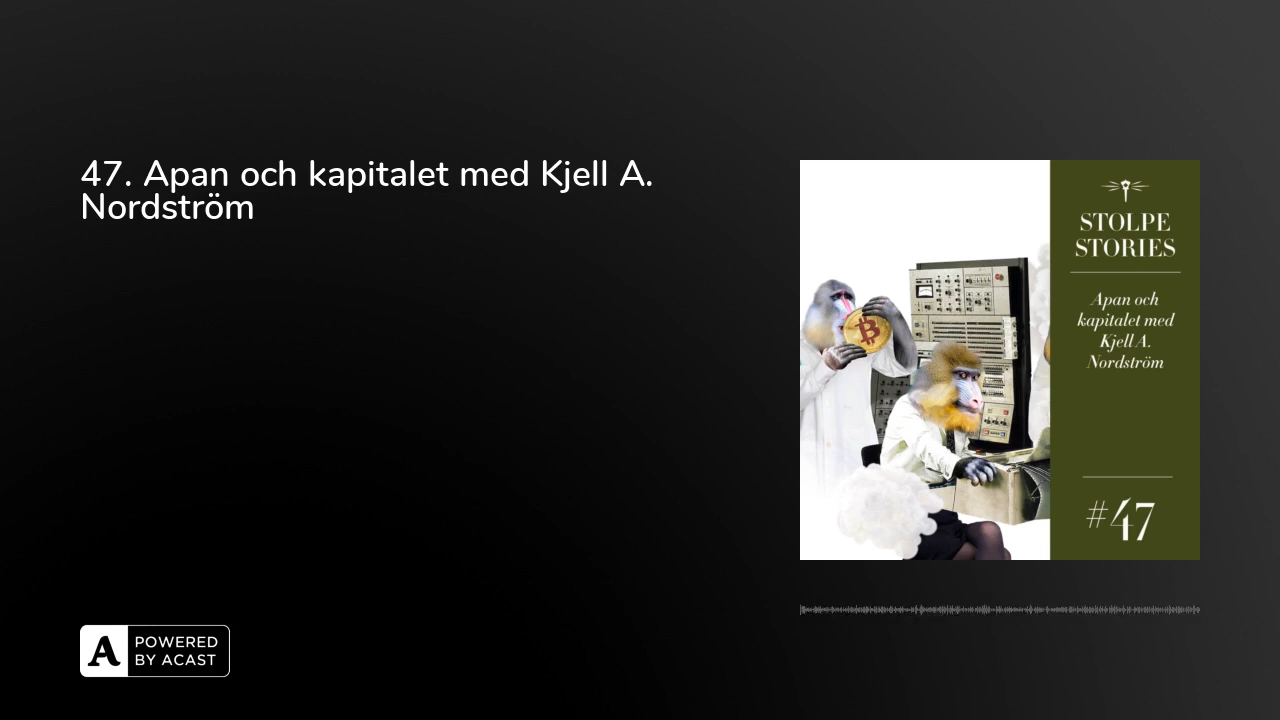 47. Apan och kapitalet med Kjell A.
Nordström
STOLPE
STORIES
Apan och
kapitalet med
Kjell A.
Nordström
#47
A POWERED
BY ACAST